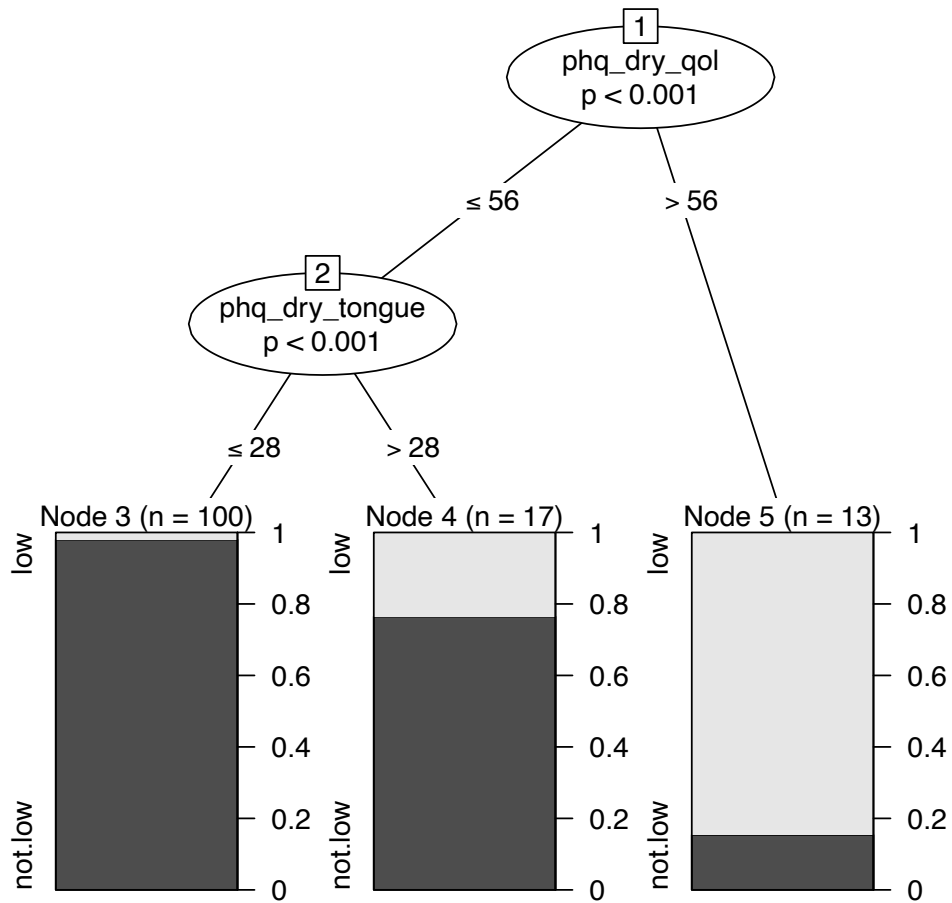 1
phq_dry_qol
p < 0.001
≤ 56
> 56
2
phq_dry_tongue
p < 0.001
≤ 28
> 28
Node 3 (n = 100)
low
not.low
1
0.8
0.6
0.4
0.2
0
Node 4 (n = 17)
low
not.low
1
0.8
0.6
0.4
0.2
0
Node 5 (n = 13)
low
not.low
1
0.8
0.6
0.4
0.2
0